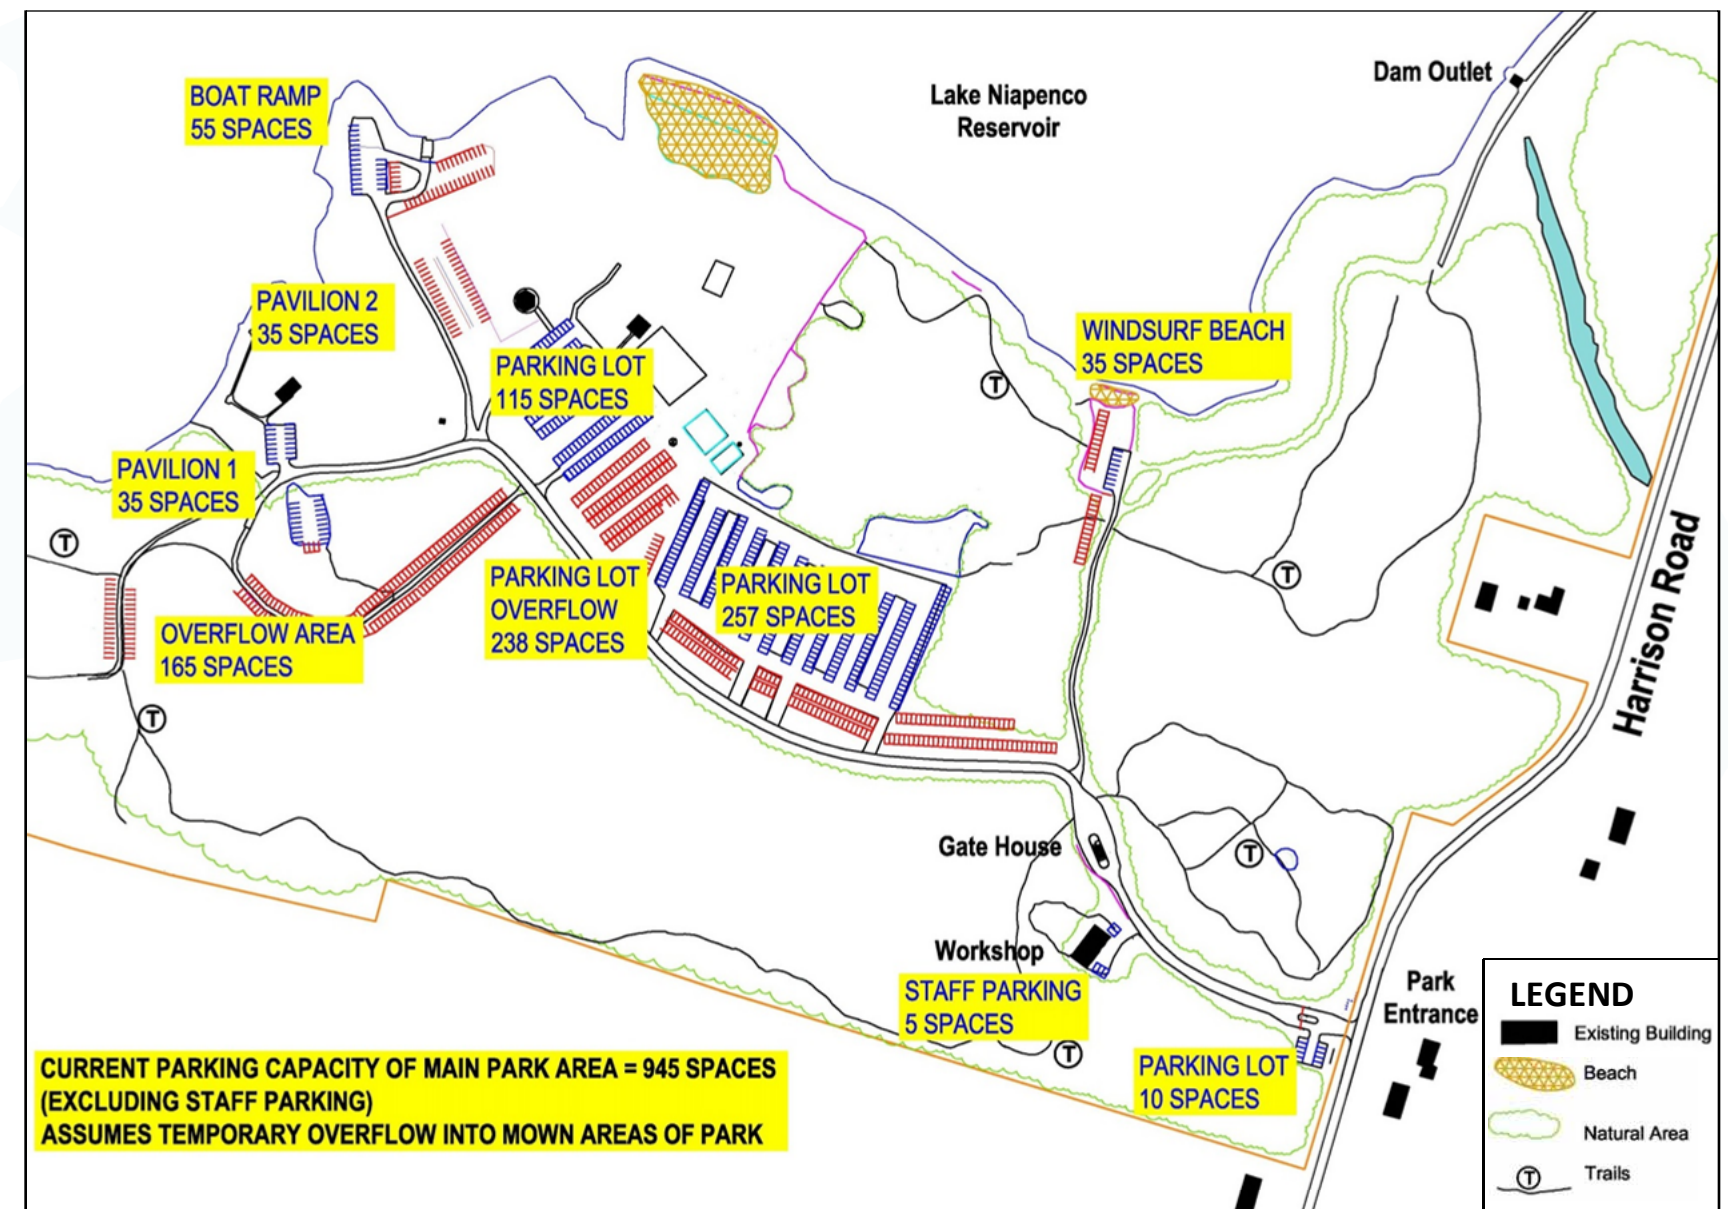 Dam Outlet
Lake Niapenco
Reservoir
BOAT RAMP
55 SPACES
PAVILION 2
35 SPACES
WINDSURF BEACH
35 SPACES
PARKING LOT
115 SPACES
T
PAVILION 1
35 SPACES
T
PARKING LOT
OVERFLOW
238 SPACES
PARKING LOT
257 SPACES
T
OVERFLOW AREA
165 SPACES
Harrison Road
T
Gate House
T
Workshop
STAFF PARKING
5 SPACES
Park
Entrance
T
PARKING LOT
10 SPACES
CURRENT PARKING CAPACITY OF MAIN PARK AREA = 945 SPACES
(EXCLUDING STAFF PARKING)
ASSUMES TEMPORARY OVERFLOW INTO MOWN AREAS OF PARK
LEGEND
Existing Building
Beach
Natural Area
T
Trails